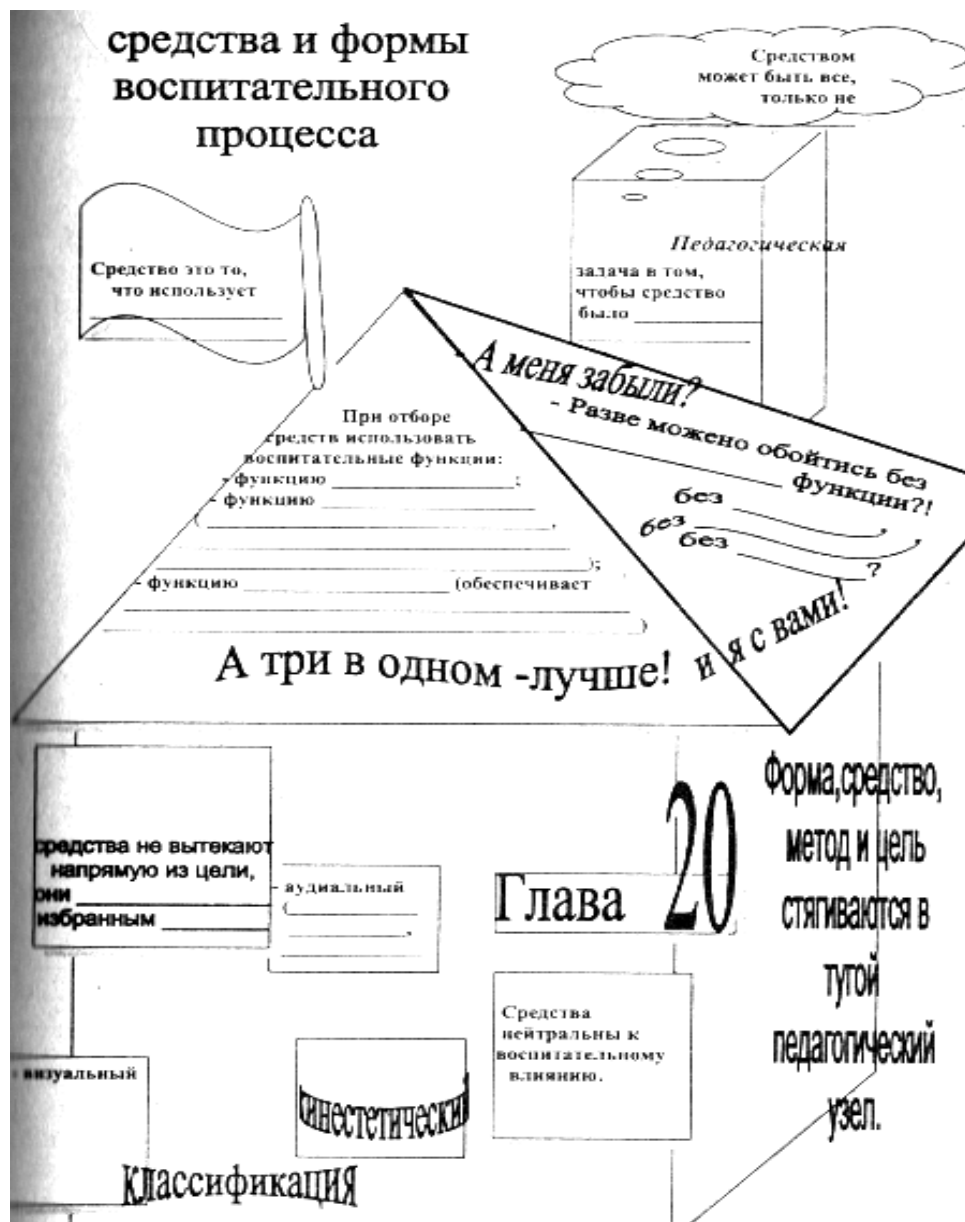 средства и формы
воспитательного
процесса
Средством
может быть все,
только не
Средство это то,
что использует
Педагогическая
задача в том,
чтобы средство
было
- А меня забыли?
- Разве можено обойтись без
функции?!
без ,
без ,
без ?
и я с вами!
При отборе
средств использовать
воспитательные функции:
- функцию ;
- функцию
( ,
);
- функцию (обеспечивает
)
А три в одном -лучше!
средства не вытекают
напрямую из цели,
они
избранным
- аудиальный
( ,
Глава 20
Форма,средство,
метод и цель
стягиваются в
тугой
педагогический
узел.
Средства
нейтральны к
воспитательному
влиянию.
- визуальный
кинестетический
классификация